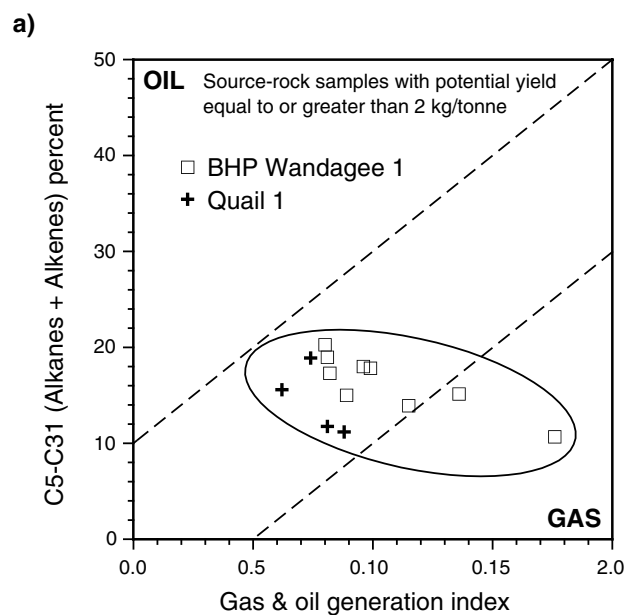 a)
50
40
30
20
10
0
C5-C31 (Alkanes + Alkenes) percent
OIL
Source-rock samples with potential yield
equal to or greater than 2 kg/tonne
BHP Wandagee 1
Quail 1
GAS
0.0
0.5
0.10
0.15
2.0
Gas & oil generation index